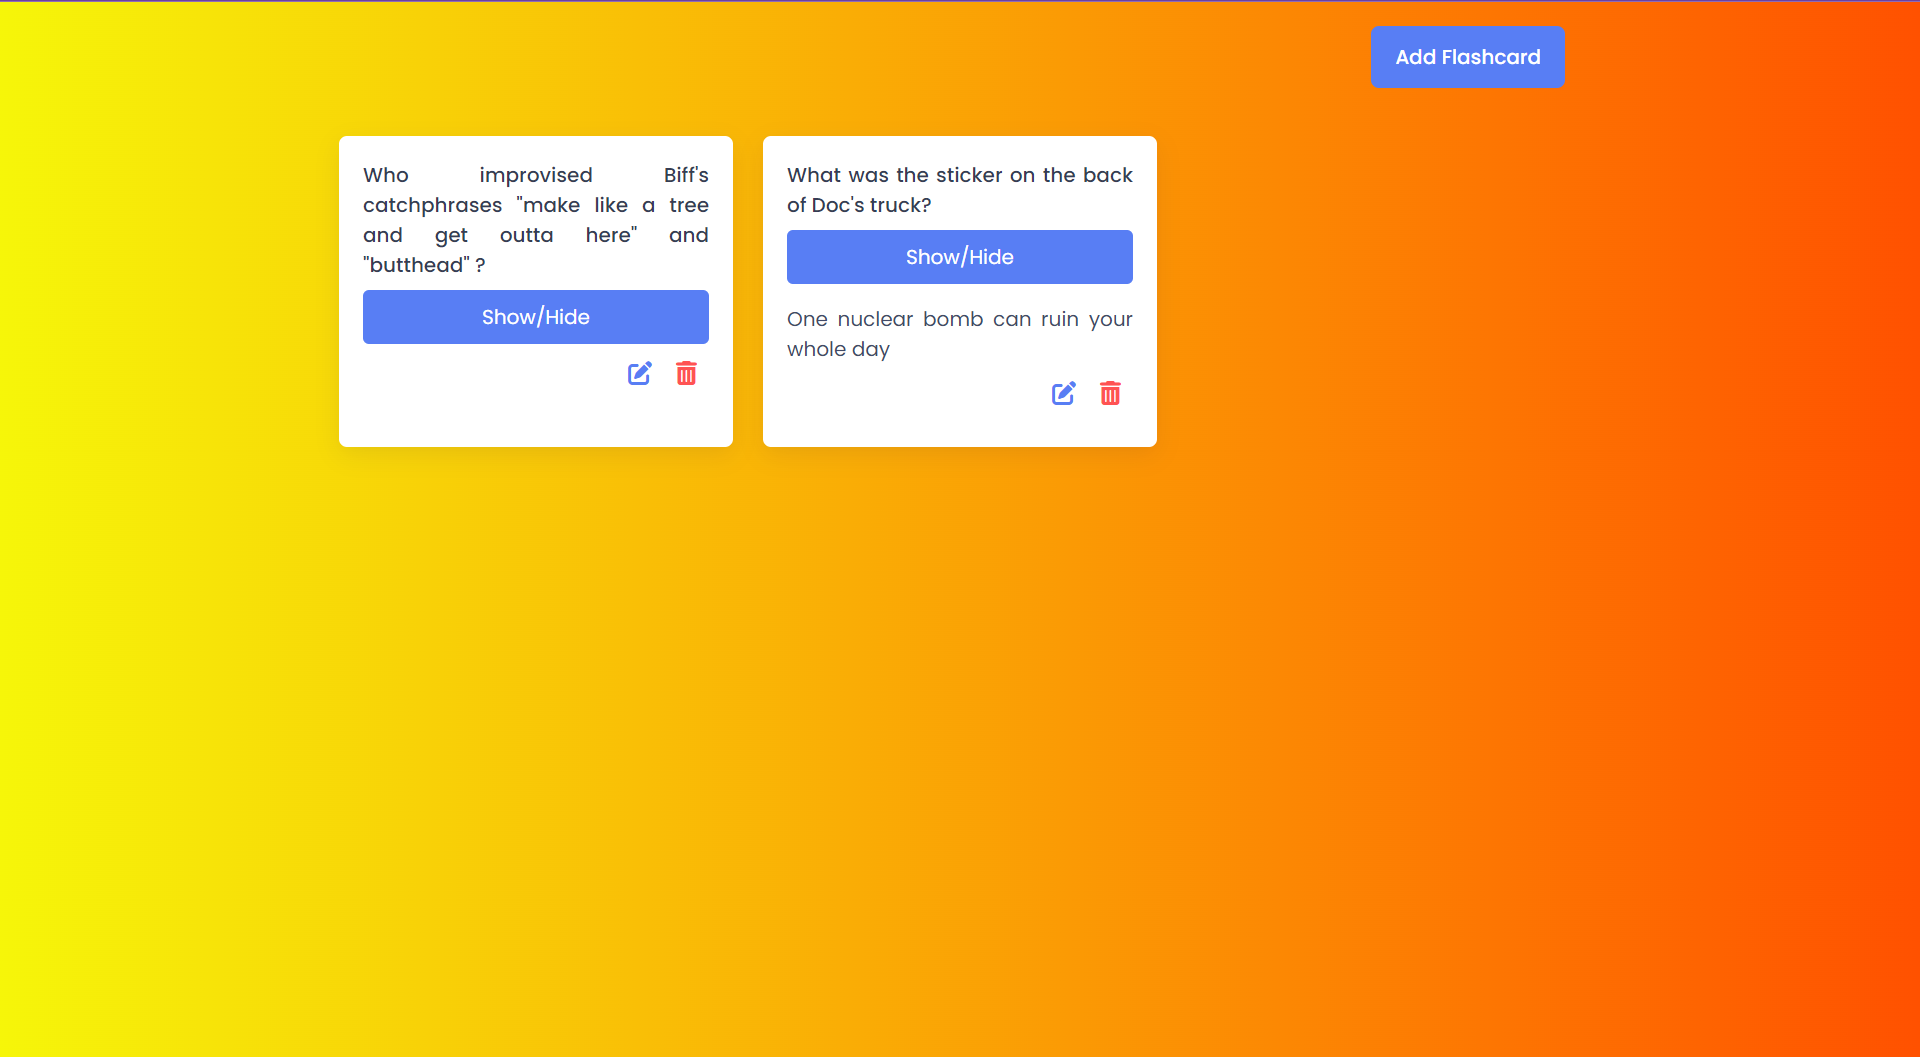 Add Flashcard
Who improvised Biff's
catchphrases "make like a tree
and get outta here" and
"butthead" ?
Show/Hide
What was the sticker on the back
of Doc's truck?
Show/Hide
One nuclear bomb can ruin your
whole day